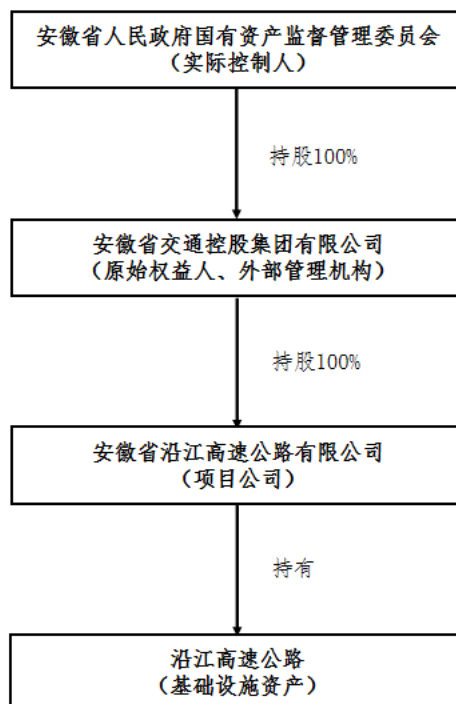 安徽省人民政府国有资产监督管理委员会
（实际控制人）
持股100%
安徽省交通控股集团有限公司
（原始权益人、外部管理机构）
持股100%
安徽省沿江高速公路有限公司
（项目公司）
持有
沿江高速公路
（基础设施资产）